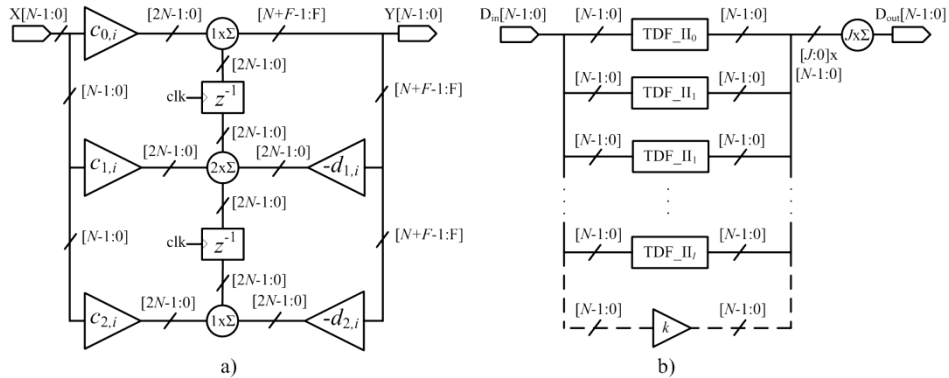 X[N-1:0]
[2N-1:0]
[N+F-1:F]
Y[N-1:0]
c0,i
1xΣ
[2N-1:0]
[N-1:0]
clk
z-1
[N+F-1:F]
[2N-1:0]
[2N-1:0]
[2N-1:0]
c1,i
2xΣ
-d1,i
[2N-1:0]
[N-1:0]
clk
z-1
[N+F-1:F]
[2N-1:0]
[2N-1:0]
[2N-1:0]
c2,i
1xΣ
-d2,i
a)
Din[N-1:0]
[N-1:0]
TDF_II0
[N-1:0]
Dout[N-1:0]
JxΣ
[J:0]x
[N-1:0]
[N-1:0]
TDF_II1
[N-1:0]
[N-1:0]
TDF_II1
[N-1:0]
[N-1:0]
TDF_III
[N-1:0]
[N-1:0]
k
[N-1:0]
b)